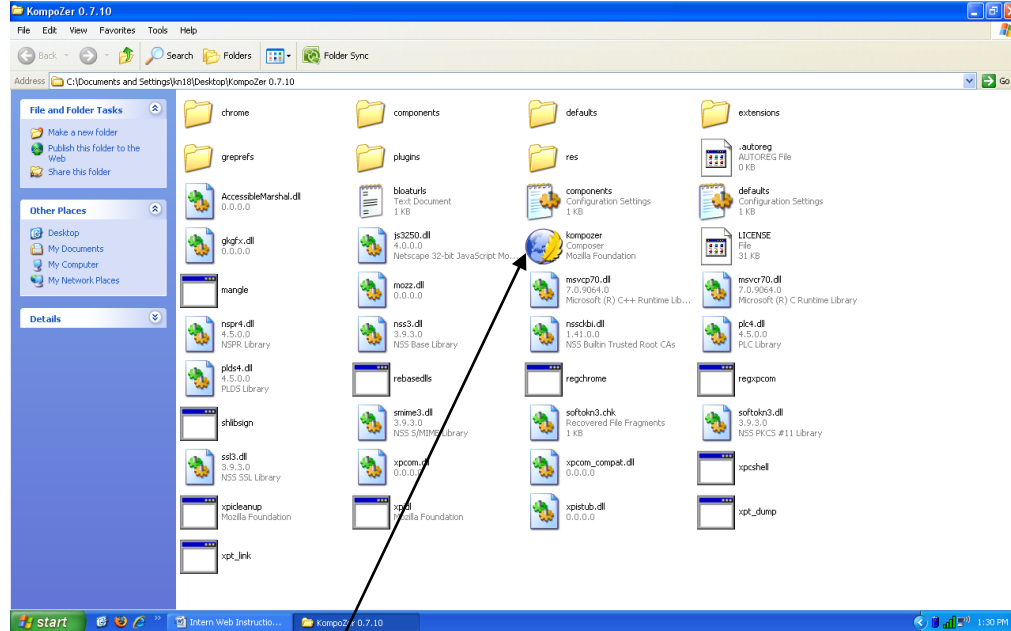 KompoZer 0.7.10
File Edit View Favorites Tools Help
Back Search Folders Folder Sync
Address C:\Documents and Settings\kn18\Desktop\KompoZer 0.7.10 Go
File and Folder Tasks
Make a new folder
Publish this folder to the
Web
Share this folder
Other Places
Desktop
My Documents
My Computer
My Network Places
Details
chrome
components
defaults
extensions
greprefs
plugins
res
.autoreg
AUTOREG File
0 KB
AccessibleMarshal.dll
0.0.0.0
bloaturls
Text Document
1 KB
components
Configuration Settings
1 KB
defaults
Configuration Settings
1 KB
gkgfx.dll
0.0.0.0
js3250.dll
4.0.0.0
Netscape 32-bit JavaScript Mo...
kompozer
Composer
Mozilla Foundation
LICENSE
File
31 KB
mangle
mozz.dll
0.0.0.0
msvcp70.dll
7.0.9064.0
Microsoft (R) C++ Runtime Lib...
msvcr70.dll
7.0.9064.0
Microsoft (R) C Runtime Library
nspr4.dll
4.5.0.0
NSPR Library
nss3.dll
3.9.3.0
NSS Base Library
nssckbi.dll
1.41.0.0
NSS Builtin Trusted Root CAs
plc4.dll
4.5.0.0
PLC Library
plds4.dll
4.5.0.0
PLDS Library
rebasedlls
regchrome
regxpcom
shlibsign
smime3.dll
3.9.3.0
NSS S/MIME Library
softokn3.chk
Recovered File Fragments
1 KB
softokn3.dll
3.9.3.0
NSS PKCS #11 Library
ssl3.dll
3.9.3.0
NSS SSL Library
xpcom.dll
0.0.0.0
xpcom_compat.dll
0.0.0.0
xpcshell
xpicleanup
Mozilla Foundation
xpidl
Mozilla Foundation
xpistub.dll
0.0.0.0
xpt_dump
xpt_link
start Intern Web Instructio... KompoZer 0.7.10 1:30 PM